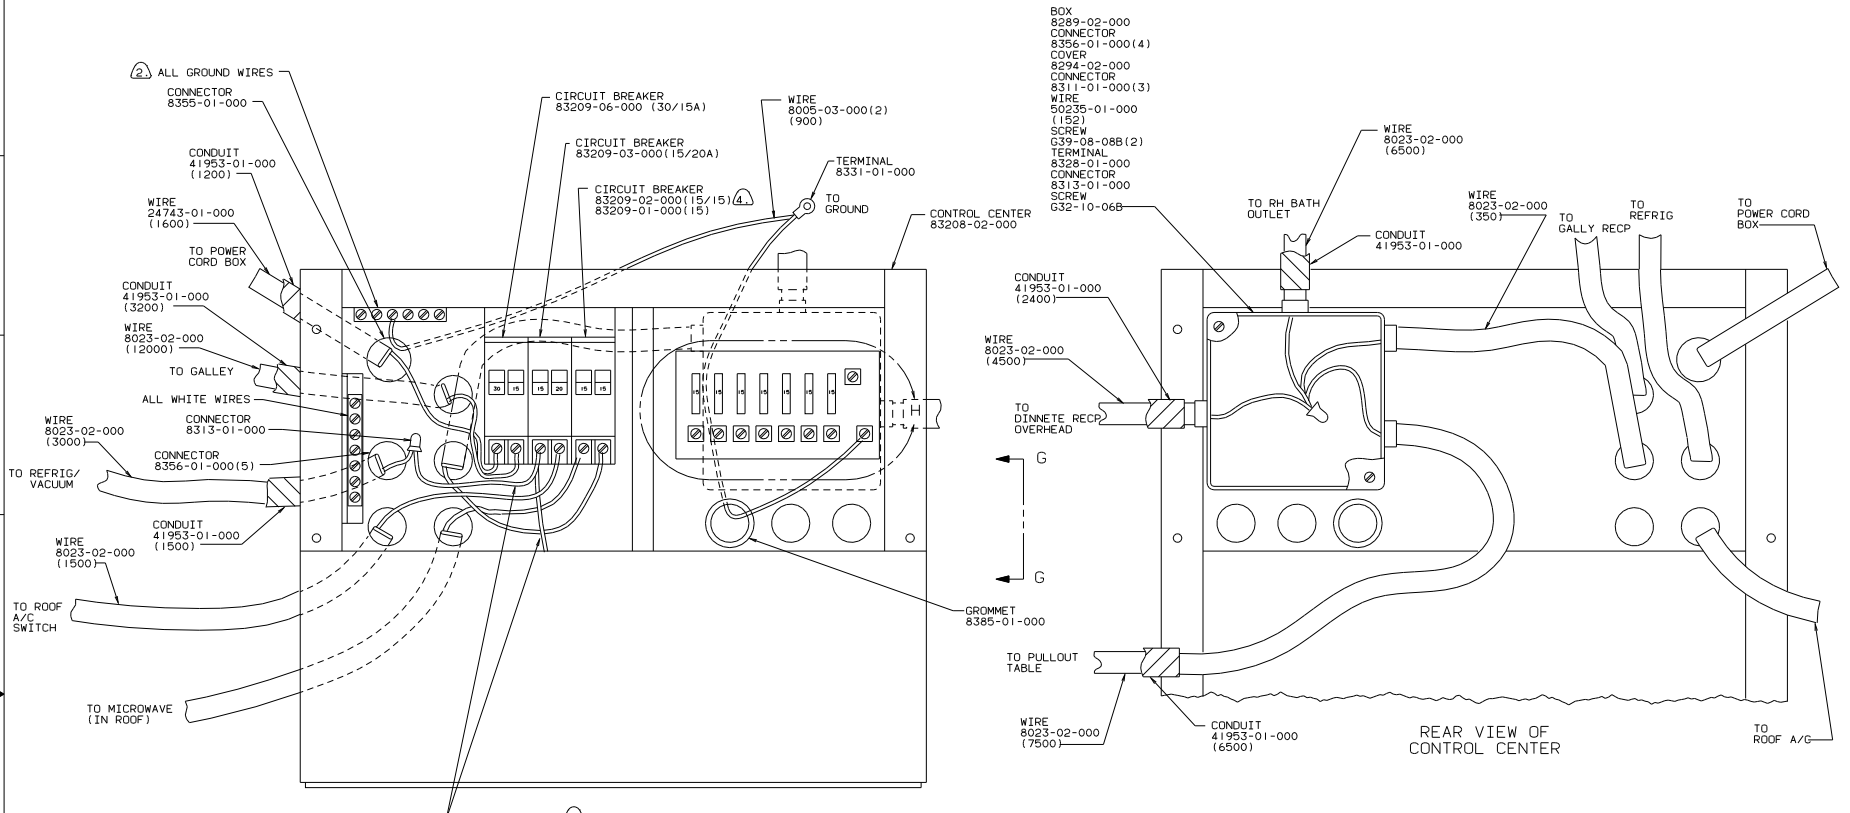 2. ALL GROUND WIRES
CONNECTOR
8355-01-000
CONDUIT
41953-01-000
(1200)
WIRE
24743-01-000
(1600)
TO POWER
CORD BOX
CONDUIT
41953-01-000
(3200)
WIRE
8023-02-000
(12000)
TO GALLEY
ALL WHITE WIRES
CONNECTOR
8313-01-000
WIRE
8023-02-000
(3000)
CONNECTOR
8356-01-000(5)
TO REFRIG/
VACUUM
CONDUIT
41953-01-000
(1500)
WIRE
8023-02-000
(1500)
TO ROOF
A/C
SWITCH
TO MICROWAVE
(IN ROOF)
CIRCUIT BREAKER
83209-06-000 (30/15A)
CIRCUIT BREAKER
83209-03-000(15/20A)
CIRCUIT BREAKER
83209-02-000(15/15) 4.
83209-01-000(15)
30 15 15 20 15 15
WIRE
8005-03-000(2)
(900)
TERMINAL
8331-01-000
TO
GROUND
CONTROL CENTER
83208-02-000
15 15 15 15 15 15 15
H
G
G
GROMMET
8385-01-000
BOX
8289-02-000
CONNECTOR
8356-01-000(4)
COVER
8294-02-000
CONNECTOR
8311-01-000(3)
WIRE
50235-01-000
(152)
SCREW
G39-08-08B(2)
TERMINAL
8328-01-000
CONNECTOR
8313-01-000
SCREW
G32-10-06B
WIRE
8023-02-000
(6500)
TO RH BATH
OUTLET
CONDUIT
41953-01-000
WIRE
8023-02-000
(350)
TO
GALLY RECP
TO
REFRIG
TO
POWER CORD
BOX
CONDUIT
41953-01-000
(2400)
WIRE
8023-02-000
(4500)
TO
DINNETE RECP
OVERHEAD
TO PULLOUT
TABLE
WIRE
8023-02-000
(7500)
CONDUIT
41953-01-000
(6500)
REAR VIEW OF
CONTROL CENTER
TO
ROOF A/C